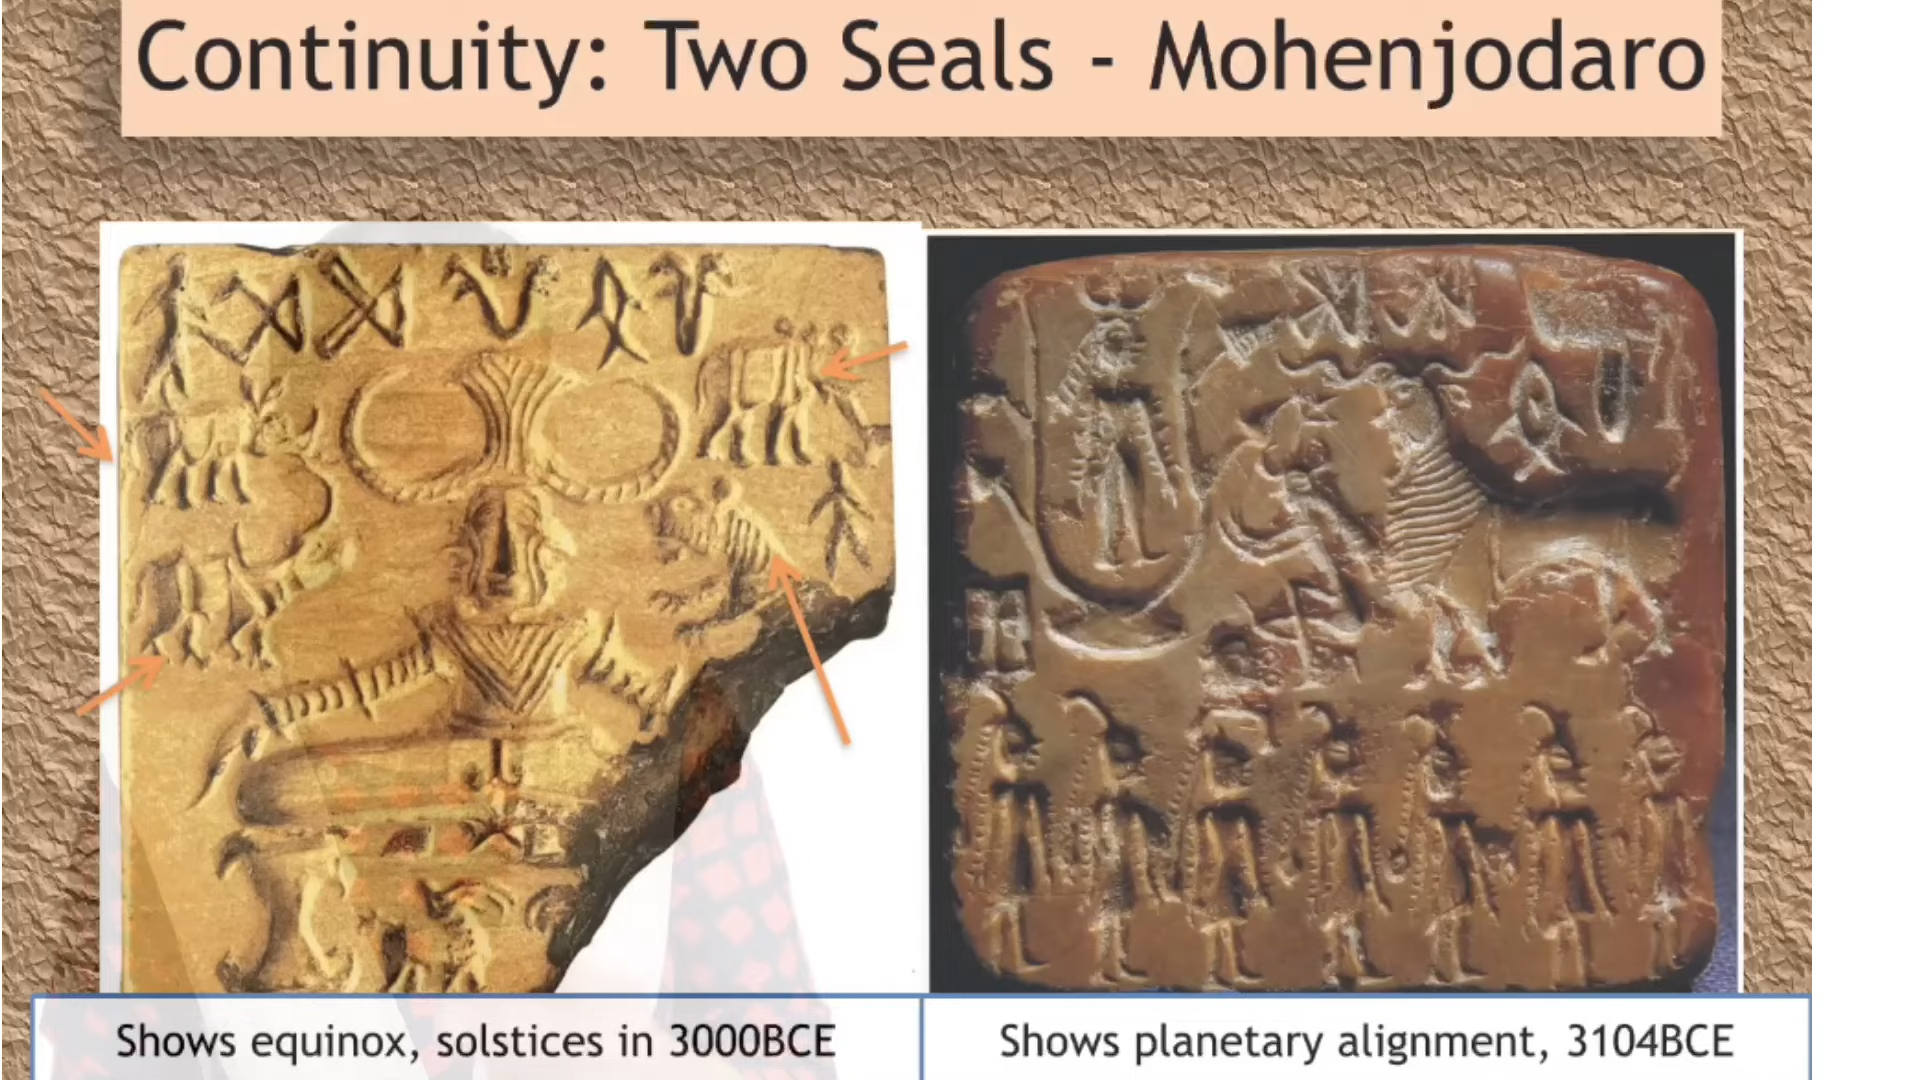 Continuity: Two Seals - Mohenjodaro
Shows equinox, solstices in 3000BCE
Shows planetary alignment, 3104BCE